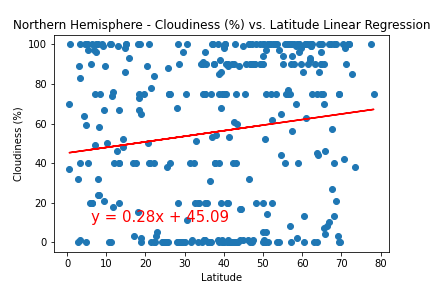 Northern Hemisphere - Cloudiness (%) vs. Latitude Linear Regression
100
80
60
40
20
0
Cloudiness (%)
y = 0.28x + 45.09
0 10 20 30 40 50 60 70 80
Latitude